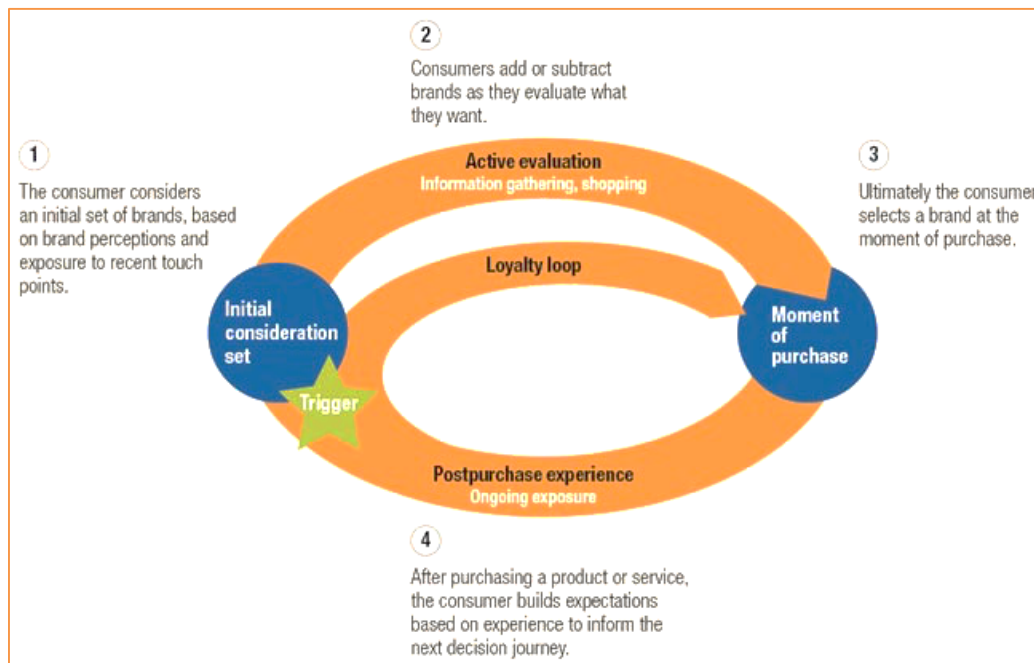 1
The consumer considers
an initial set of brands, based
on brand perceptions and
exposure to recent touch
points.
2
Consumers add or subtract
brands as they evaluate what
they want.
3
Ultimately the consumer
selects a brand at the
moment of purchase.
Active evaluation
Information gathering, shopping
Loyalty loop
Initial
consideration
set
Trigger
Moment
of
purchase
Postpurchase experience
Ongoing exposure
4
After purchasing a product or service,
the consumer builds expectations
based on experience to inform the
next decision journey.